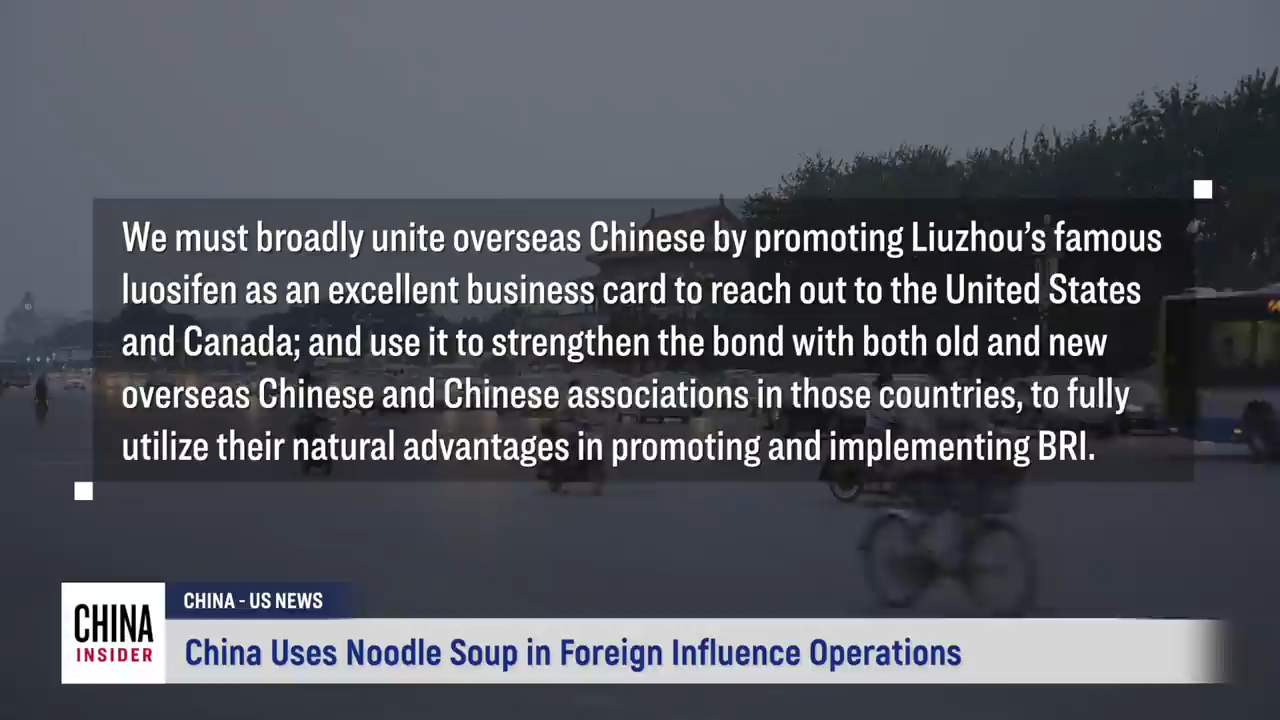 We must broadly unite overseas Chinese by promoting Liuzhou's famous
luosifen as an excellent business card to reach out to the United States
and Canada; and use it to strengthen the bond with both old and new
overseas Chinese and Chinese associations in those countries, to fully
utilize their natural advantages in promoting and implementing BRI.
CHINA - US NEWS
CHINA
INSIDER
China Uses Noodle Soup in Foreign Influence Operations